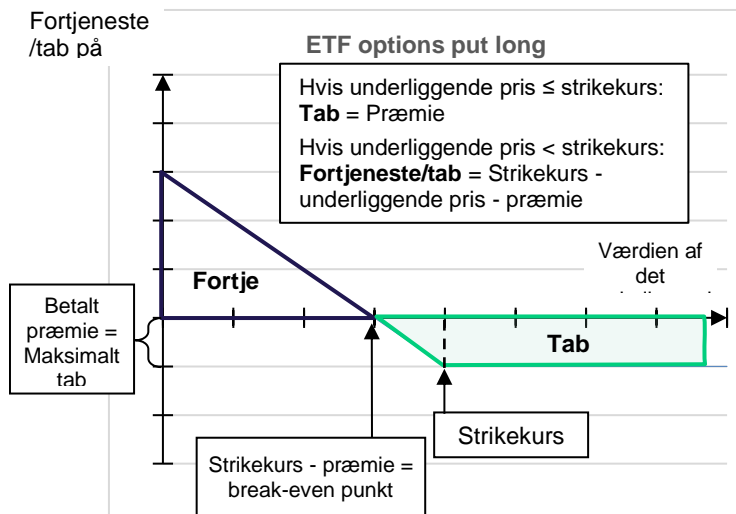 Fortjeneste
/tab på
ETF options put long
Hvis underliggende pris ≤ strikekurs:
Tab = Præmie
Hvis underliggende pris < strikekurs:
Fortjeneste/tab = Strikekurs -
underliggende pris - præmie
Værdien af
det
Fortje
Betalt
præmie =
Maksimalt
tab
Tab
Strikekurs
Strikekurs - præmie =
break-even punkt